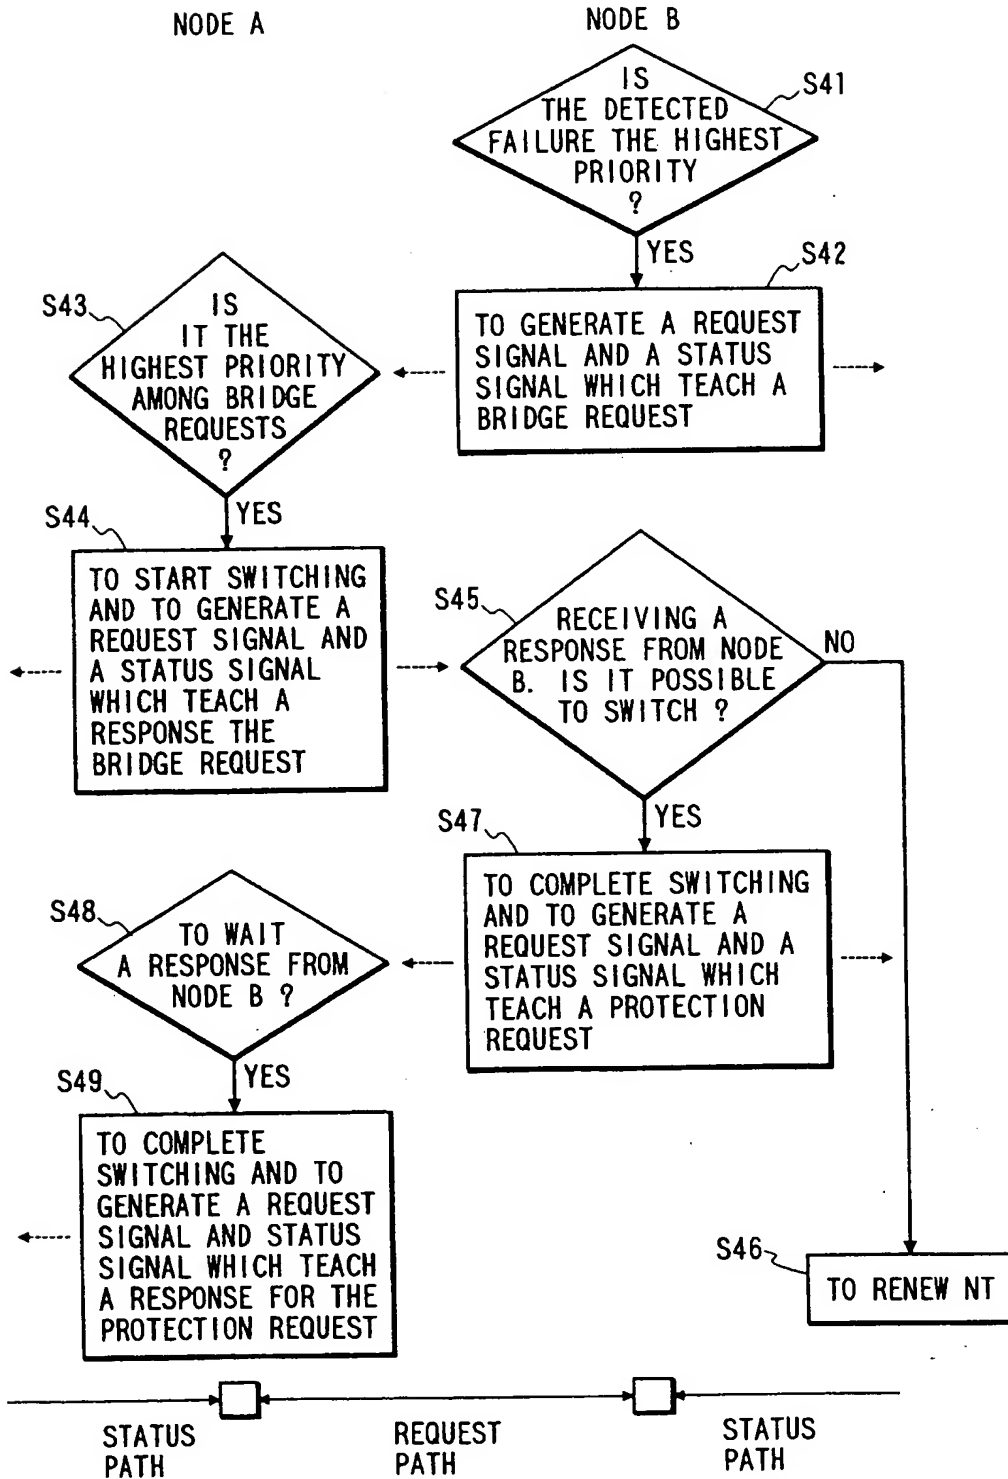 NODE A
NODE B
IS
THE DETECTED
FAILURE THE HIGHEST
PRIORITY
?
S41
YES
S42
TO GENERATE A REQUEST
SIGNAL AND A STATUS
SIGNAL WHICH TEACH A
BRIDGE REQUEST
S43
IS
IT THE
HIGHEST PRIORITY
AMONG BRIDGE
REQUESTS
?
YES
S44
TO START SWITCHING
AND TO GENERATE A
REQUEST SIGNAL AND
A STATUS SIGNAL
WHICH TEACH A
RESPONSE THE
BRIDGE REQUEST
S45
RECEIVING A
RESPONSE FROM NODE
B. IS IT POSSIBLE
TO SWITCH ?
NO
YES
S47
TO COMPLETE SWITCHING
AND TO GENERATE A
REQUEST SIGNAL AND A
STATUS SIGNAL WHICH
TEACH A PROTECTION
REQUEST
S48
TO WAIT
A RESPONSE FROM
NODE B ?
YES
S49
TO COMPLETE
SWITCHING AND TO
GENERATE A REQUEST
SIGNAL AND STATUS
SIGNAL WHICH TEACH
A RESPONSE FOR THE
PROTECTION REQUEST
S46
TO RENEW NT
STATUS
PATH
REQUEST
PATH
STATUS
PATH